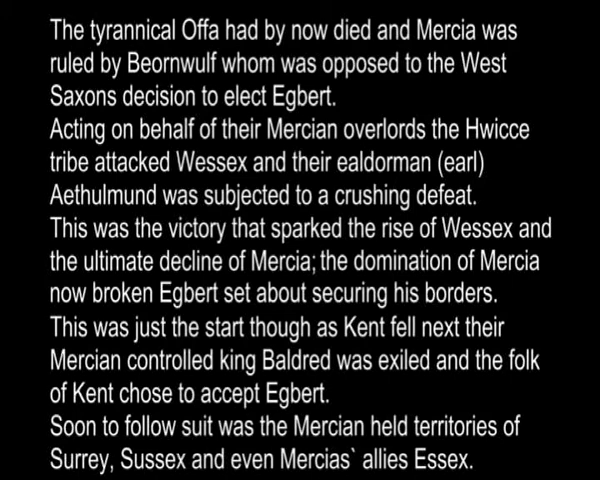 The tyrannical Offa had by now died and Mercia was
ruled by Beornwulf whom was opposed to the West
Saxons decision to elect Egbert.
Acting on behalf of their Mercian overlords the Hwicce
tribe attacked Wessex and their ealdorman (earl)
Aethulmund was subjected to a crushing defeat.
This was the victory that sparked the rise of Wessex and
the ultimate decline of Mercia; the domination of Mercia
now broken Egbert set about securing his borders.
This was just the start though as Kent fell next their
Mercian controlled king Baldred was exiled and the folk
of Kent chose to accept Egbert.
Soon to follow suit was the Mercian held territories of
Surrey, Sussex and even Mercias` allies Essex.